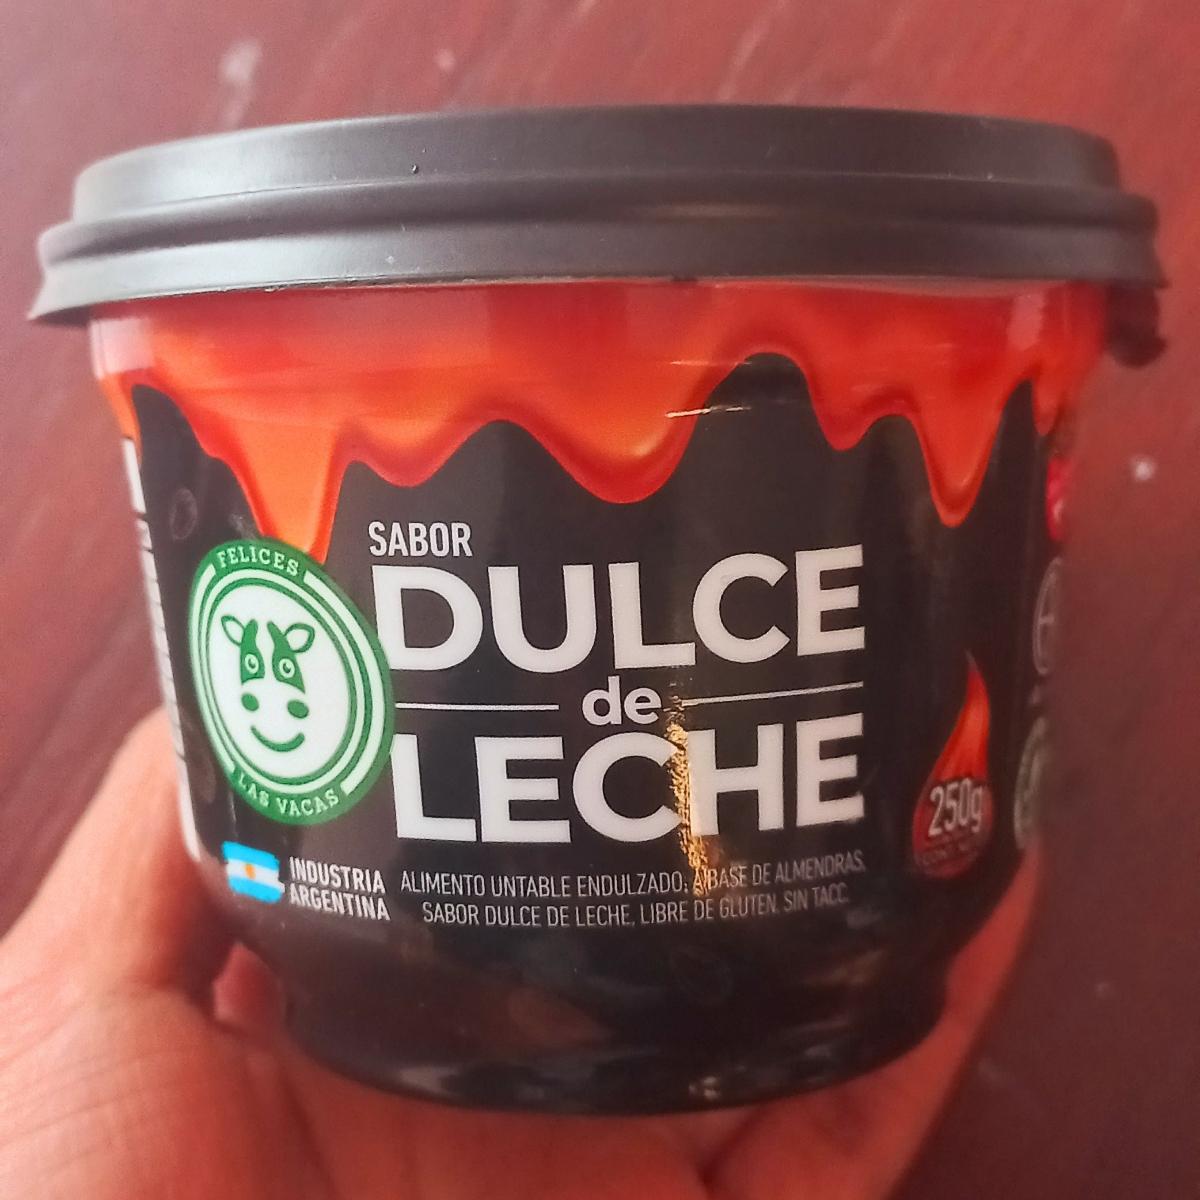 SABOR
DULCE
de
LECHE
FELICES
LAS VACAS
INDUSTRIA
ARGENTINA
ALIMENTO UNTABLE ENDULZADO, A BASE DE ALMENDRAS,
SABOR DULCE DE LECHE, LIBRE DE GLUTEN. SIN TACC.
250g